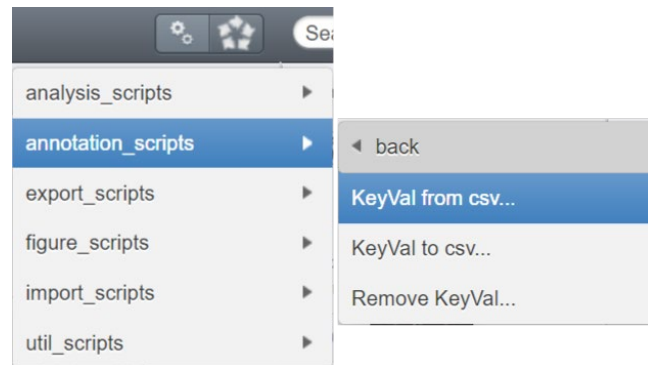 Sea
analysis_scripts
annotation_scripts
export_scripts
figure_scripts
import_scripts
util_scripts
back
KeyVal from csv...
KeyVal to csv...
Remove KeyVal...